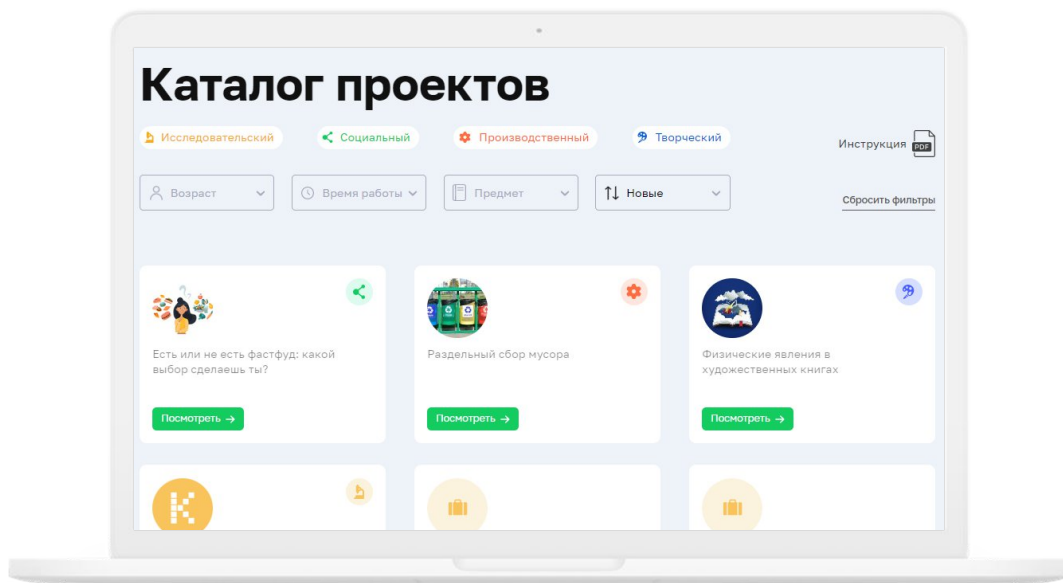 Каталог проектов
Исследовательский
Социальный
Производственный
Творческий
Инструкция PDF
Возраст
Время работы
Предмет
Новые
Сбросить фильтры
Есть или не есть фастфуд: какой
выбор сделаешь ты?
Посмотреть →
Раздельный сбор мусора
Посмотреть →
Физические явления в
художественных книгах
Посмотреть →
K